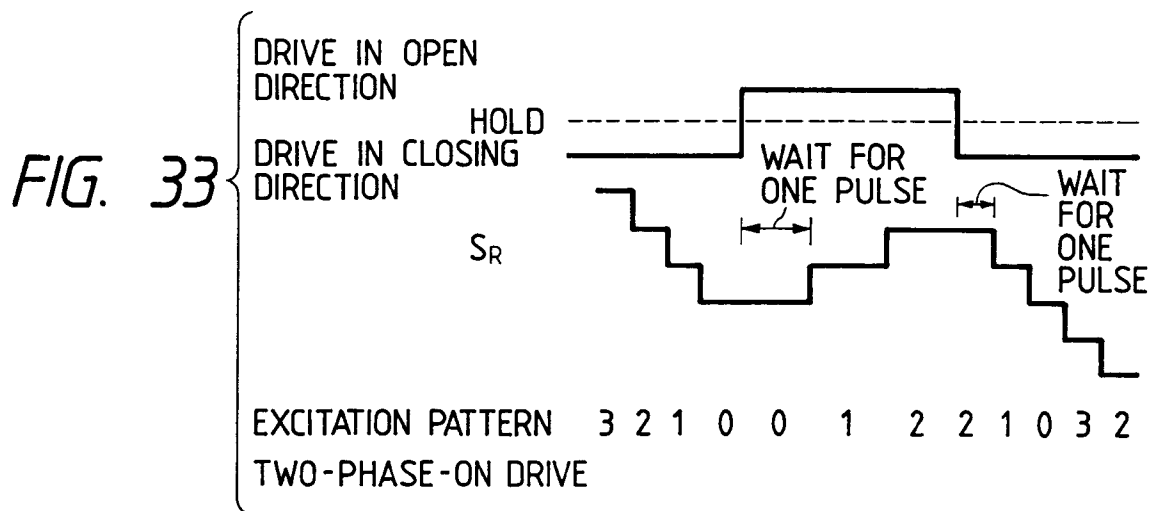 FIG. 33
DRIVE IN OPEN
DIRECTION
HOLD
DRIVE IN CLOSING
DIRECTION
WAIT FOR
ONE PULSE
WAIT
FOR
ONE
PULSE
SR
EXCITATION PATTERN 3 2 1 0 0 1 2 2 1 0 3 2
TWO-PHASE-ON DRIVE